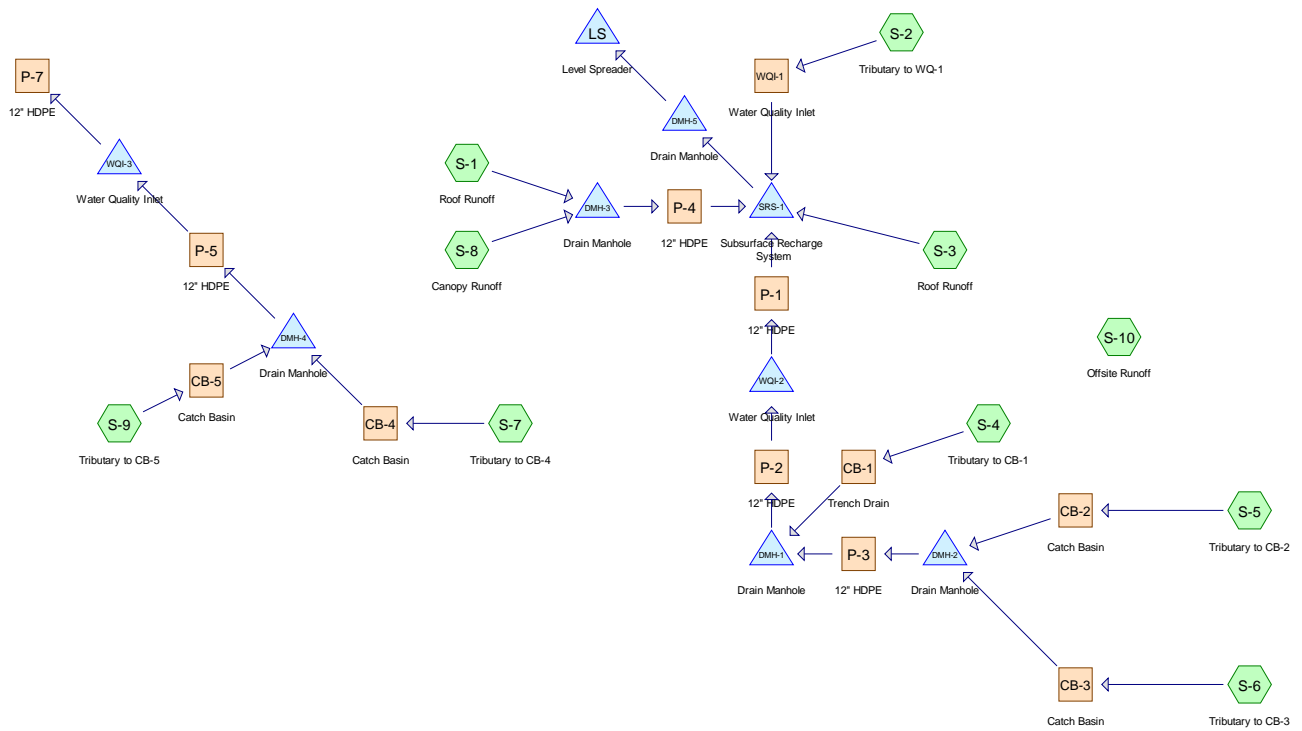 LS
Level Spreader
S-2
Tributary to WQ-1
P-7
12" HDPE
WQI-1
Water Quality Inlet
DMH-5
Drain Manhole
WQI-3
Water Quality Inlet
S-1
Roof Runoff
DMH-3
Drain Manhole
P-4
12" HDPE
SRS-1
Subsurface Recharge
System
P-5
12" HDPE
S-8
Canopy Runoff
S-3
Roof Runoff
P-1
12" HDPE
DMH-4
Drain Manhole
S-10
Offsite Runoff
CB-5
Catch Basin
WQI-2
Water Quality Inlet
S-9
Tributary to CB-5
CB-4
Catch Basin
S-7
Tributary to CB-4
S-4
Tributary to CB-1
P-2
12" HDPE
CB-1
Trench Drain
CB-2
Catch Basin
S-5
Tributary to CB-2
DMH-1
Drain Manhole
P-3
12" HDPE
DMH-2
Drain Manhole
CB-3
Catch Basin
S-6
Tributary to CB-3